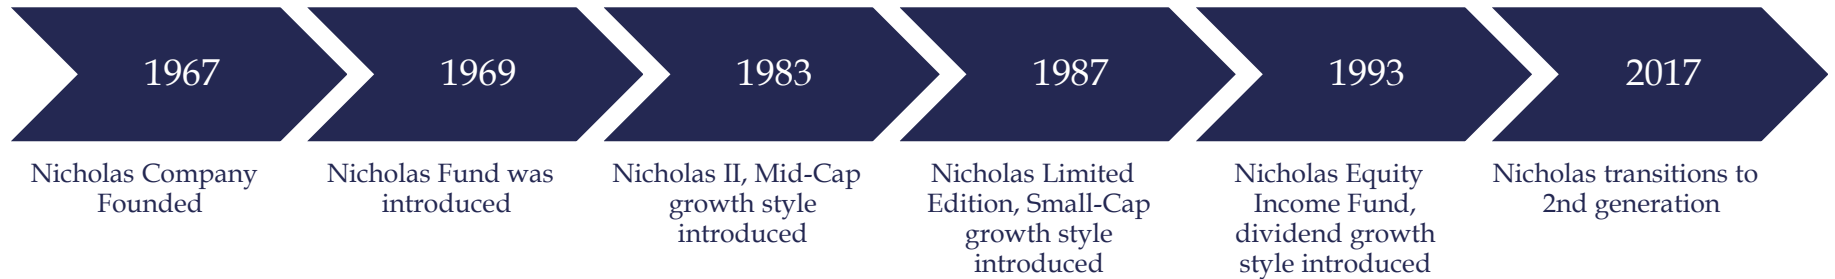 1967
1969
1983
1987
1993
2017
Nicholas Company
Founded
Nicholas Fund was
introduced
Nicholas II, Mid-Cap
growth style
introduced
Nicholas Limited
Edition, Small-Cap
growth style
introduced
Nicholas Equity
Income Fund,
dividend growth
style introduced
Nicholas transitions to
2nd generation